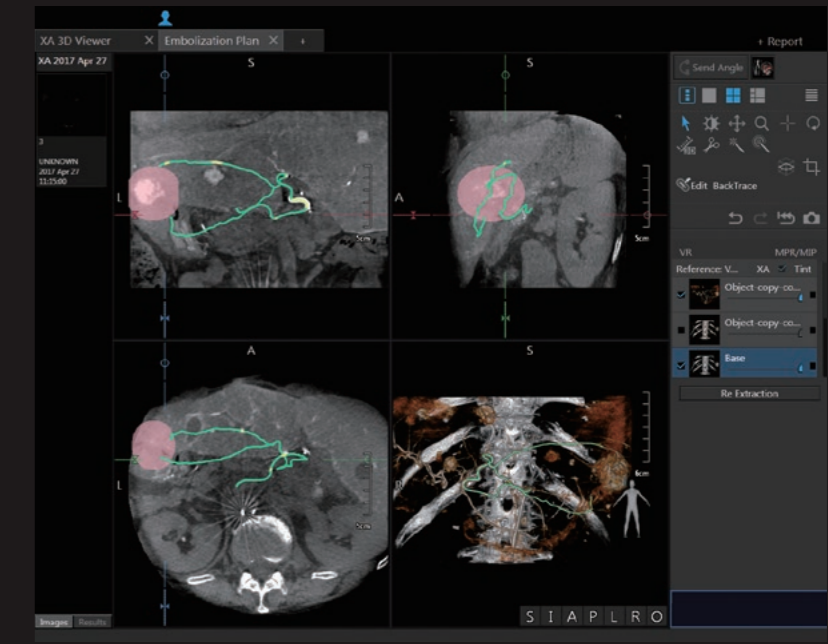 XA 3D Viewer × Embolization Plan × +
+ Report
XA 2017 Apr 27
3
UNKNOWN
2017 Apr 27
11:15:00
Images Results
S
L
5cm
S
A
5cm
A
L
5cm
S
R
6cm
S I A P L R O
Send Angle
Edit BackTrace
VR MPR/MIP
Reference: V... XA Tint
Object-copy-co...
Object-copy-co...
Base
Re Extraction